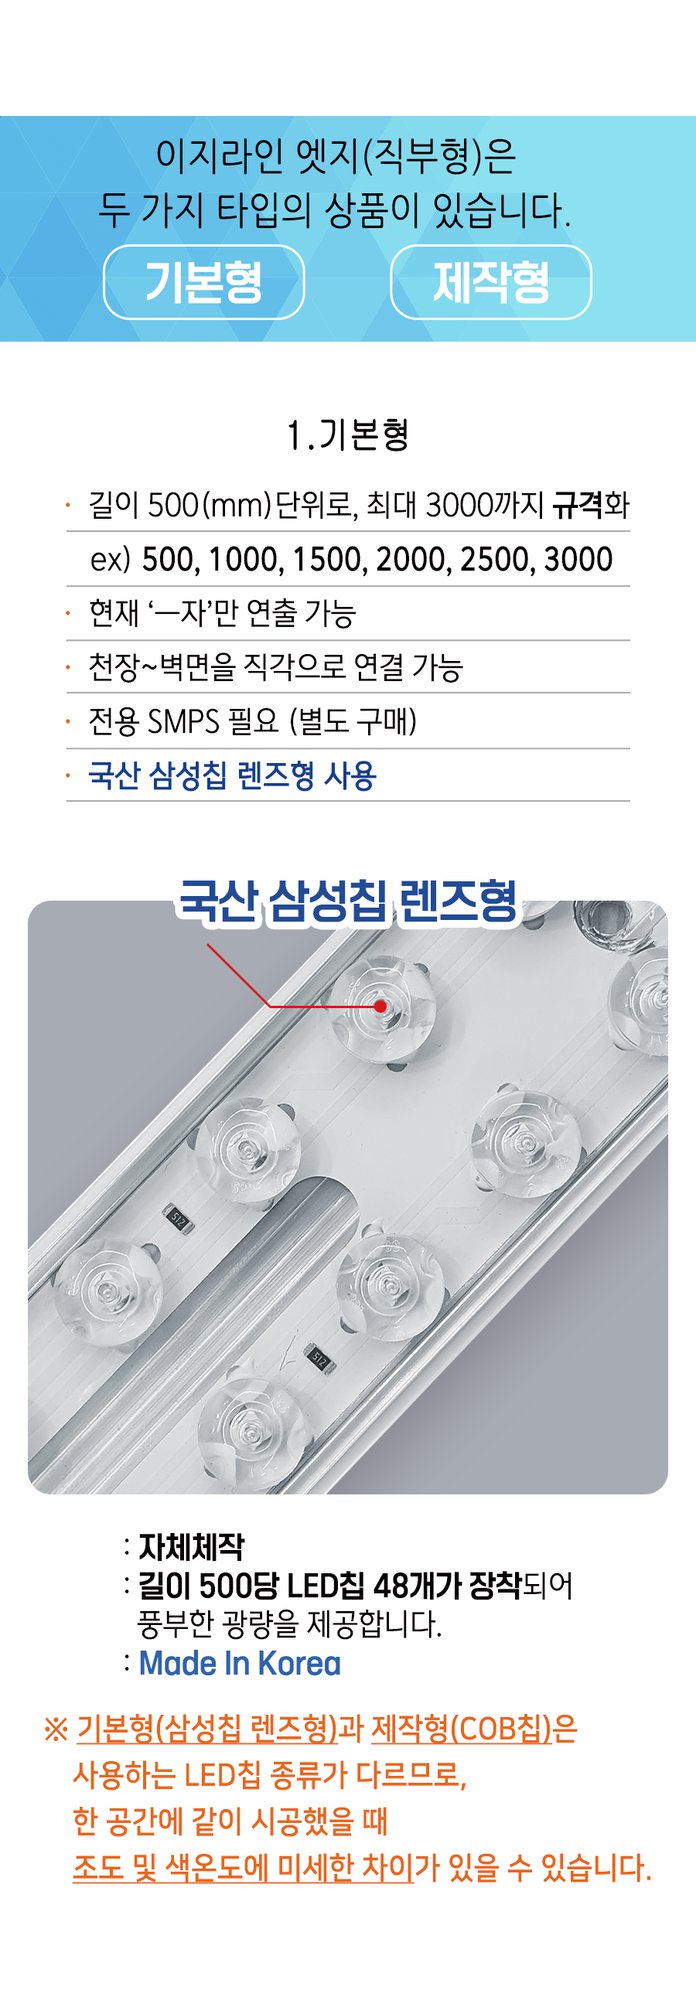 이지라인 엣지(직부형)은
두 가지 타입의 상품이 있습니다.
기본형 제작형
1.기본형
· 길이 500(mm)단위로, 최대 3000까지 규격화
ex) 500, 1000, 1500, 2000, 2500, 3000
· 현재 ‘ㅡ자’만 연출 가능
· 천장~벽면을 직각으로 연결 가능
· 전용 SMPS 필요 (별도 구매)
· 국산 삼성칩 렌즈형 사용
국산 삼성칩 렌즈형
512
512
: 자체제작
: 길이 500당 LED칩 48개가 장착되어
풍부한 광량을 제공합니다.
: Made In Korea
※ 기본형(삼성칩 렌즈형)과 제작형(COB칩)은
사용하는 LED칩 종류가 다르므로,
한 공간에 같이 시공했을 때
조도 및 색온도에 미세한 차이가 있을 수 있습니다.